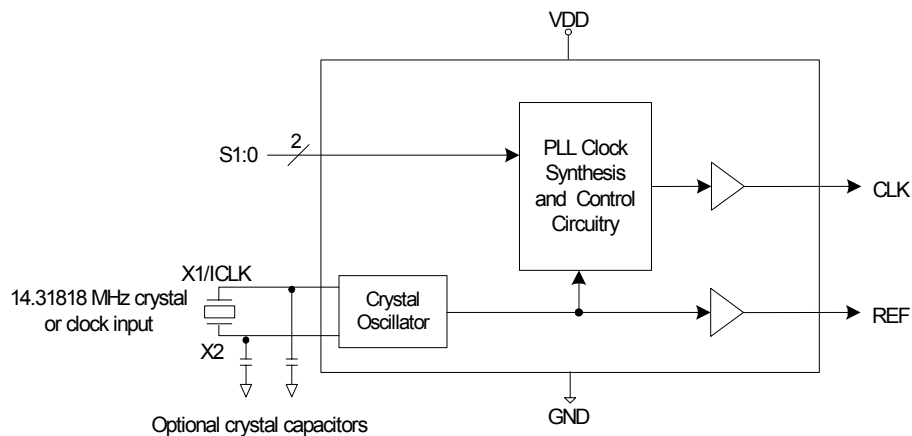 VDD
2
S1:0
PLL Clock
Synthesis
and Control
Circuitry
CLK
X1/ICLK
14.31818 MHz crystal
or clock input
Crystal
Oscillator
REF
X2
GND
Optional crystal capacitors